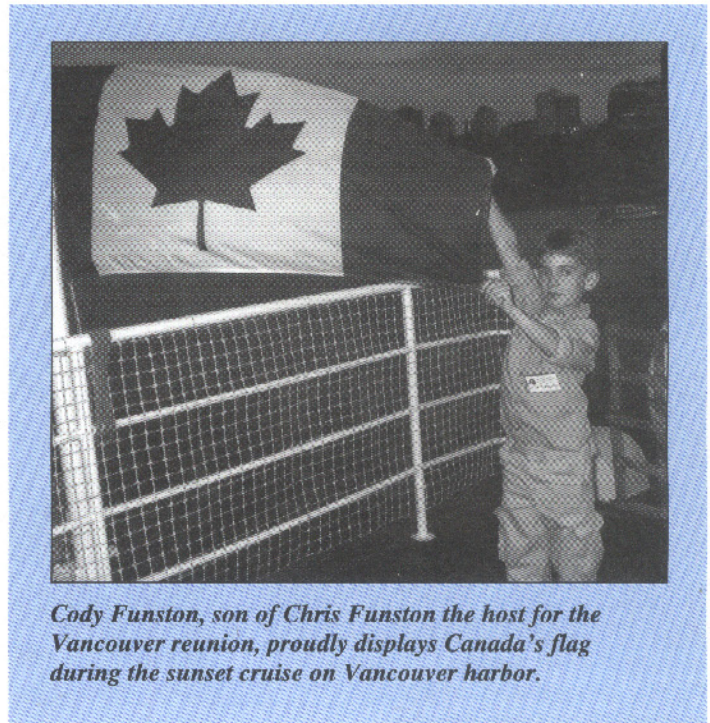 Cody Funston, son of Chris Funston the host for the
Vancouver reunion, proudly displays Canada's flag
during the sunset cruise on Vancouver harbor.